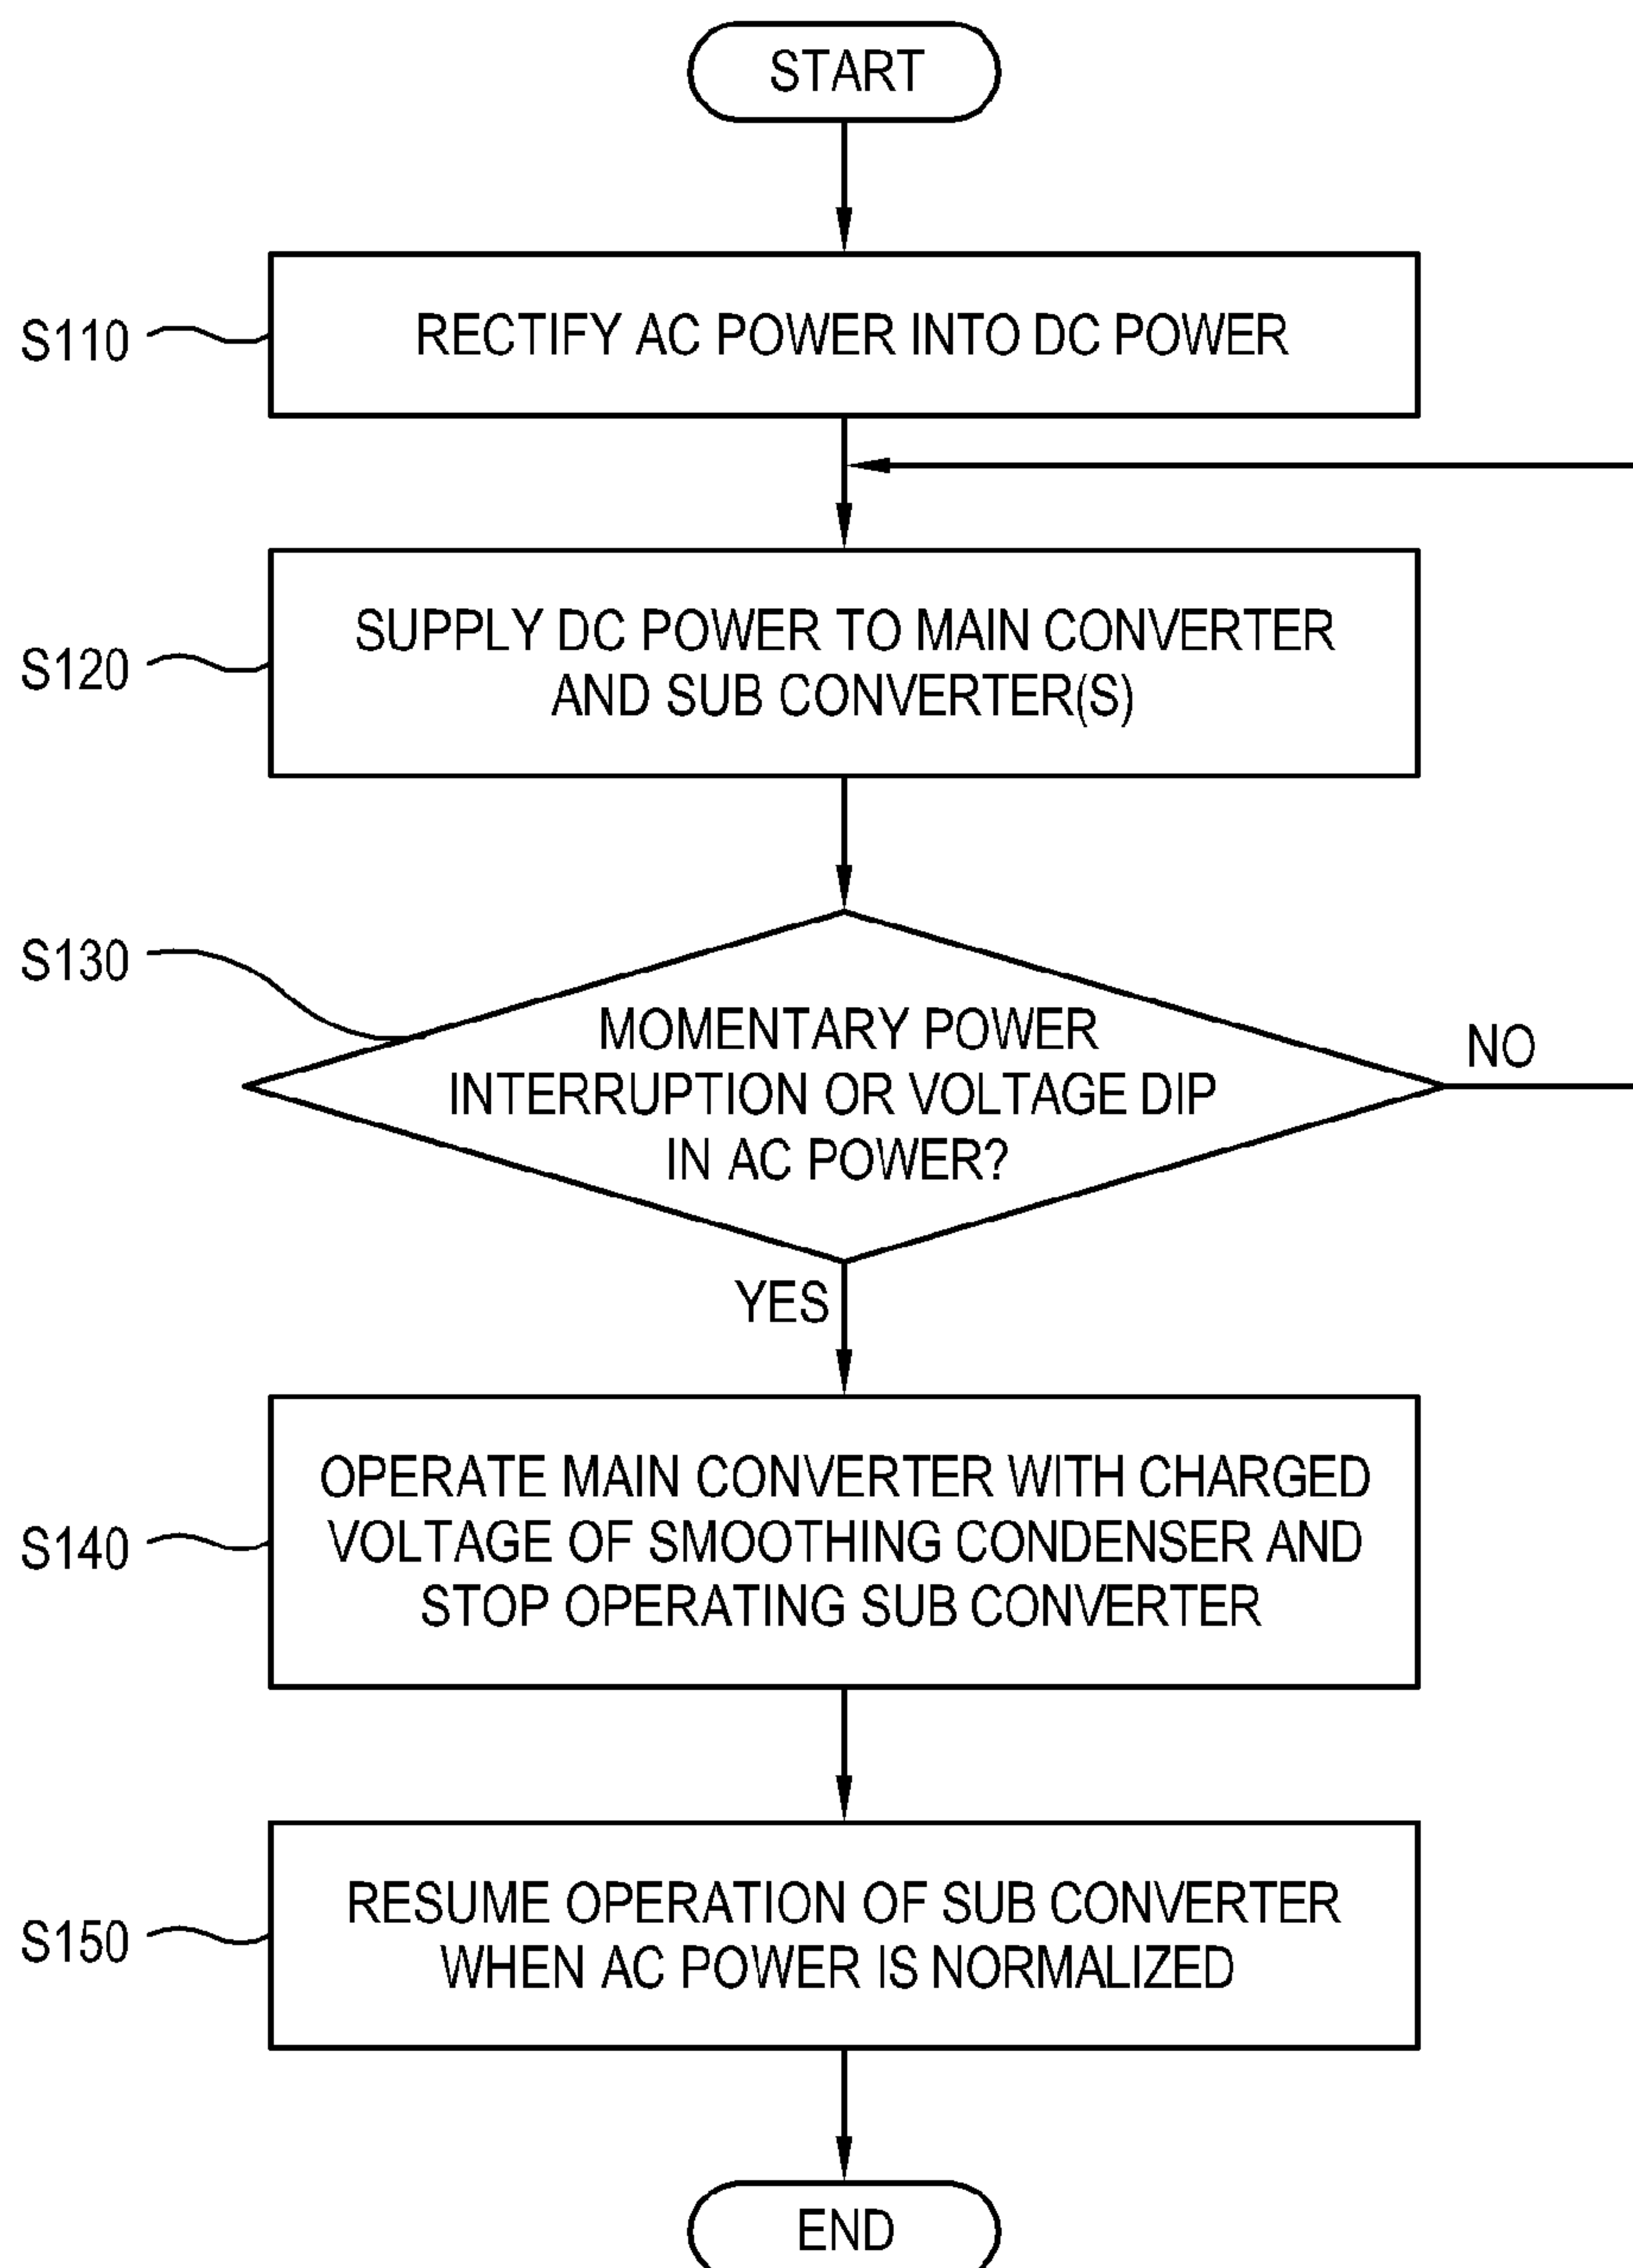 START
S110
RECTIFY AC POWER INTO DC POWER
S120
SUPPLY DC POWER TO MAIN CONVERTER
AND SUB CONVERTER(S)
S130
MOMENTARY POWER
INTERRUPTION OR VOLTAGE DIP
IN AC POWER?
NO
YES
S140
OPERATE MAIN CONVERTER WITH CHARGED
VOLTAGE OF SMOOTHING CONDENSER AND
STOP OPERATING SUB CONVERTER
S150
RESUME OPERATION OF SUB CONVERTER
WHEN AC POWER IS NORMALIZED
END